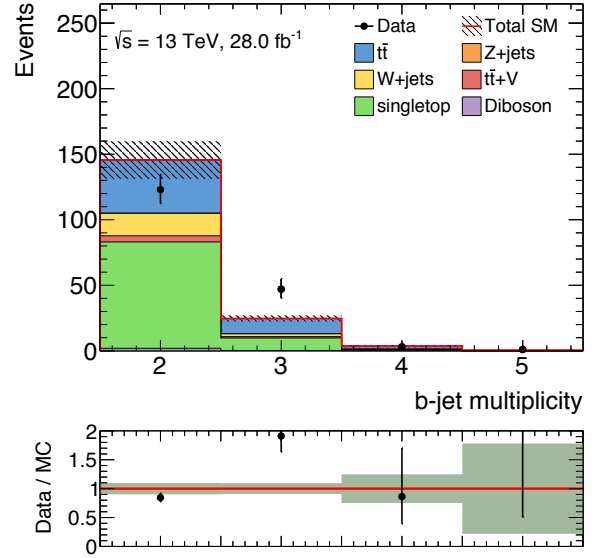 Events
Data
Total SM
√s = 13 TeV, 28.0 fb⁻¹
tt̄
Z+jets
W+jets
tt̄+V
singletop
Diboson
250
200
150
100
50
0
2 3 4 5
b-jet multiplicity
Data / MC
2
1.5
1
0.5
0